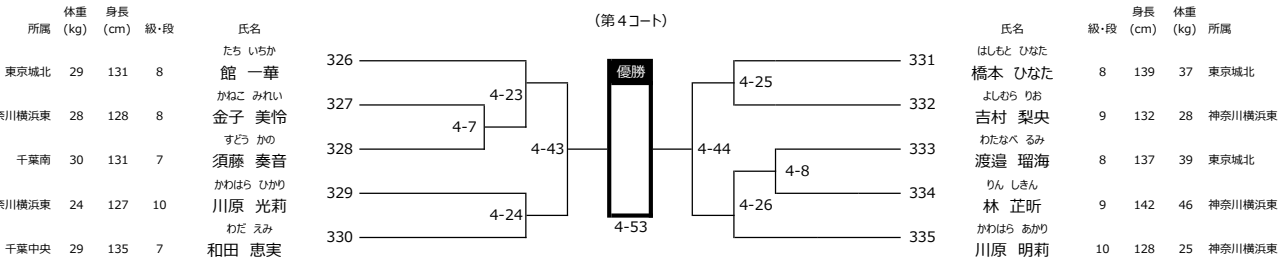 (第４コート)
体重 身長
所属 (kg) (cm) 級・段 氏名
身長 体重
氏名 級・段 (cm) (kg) 所属
たち いちか
東京城北 29 131 8 館 一華 326
かねこ みれい
奈川横浜東 28 128 8 金子 美怜 327
すどう かの
千葉南 30 131 7 須藤 奏音 328
かわはら ひかり
奈川横浜東 24 127 10 川原 光莉 329
わだ えみ
千葉中央 29 135 7 和田 恵実 330
4-23
4-7
4-43
4-24
優勝
4-53
4-25
4-44
4-8
4-26
はしもと ひなた
331 橋本 ひなた 8 139 37 東京城北
よしむら りお
332 吉村 梨央 9 132 28 神奈川横浜東
わたなべ るみ
333 渡邉 瑠海 8 137 39 東京城北
りん しきん
334 林 芷昕 9 142 46 神奈川横浜東
かわはら あかり
335 川原 明莉 10 128 25 神奈川横浜東